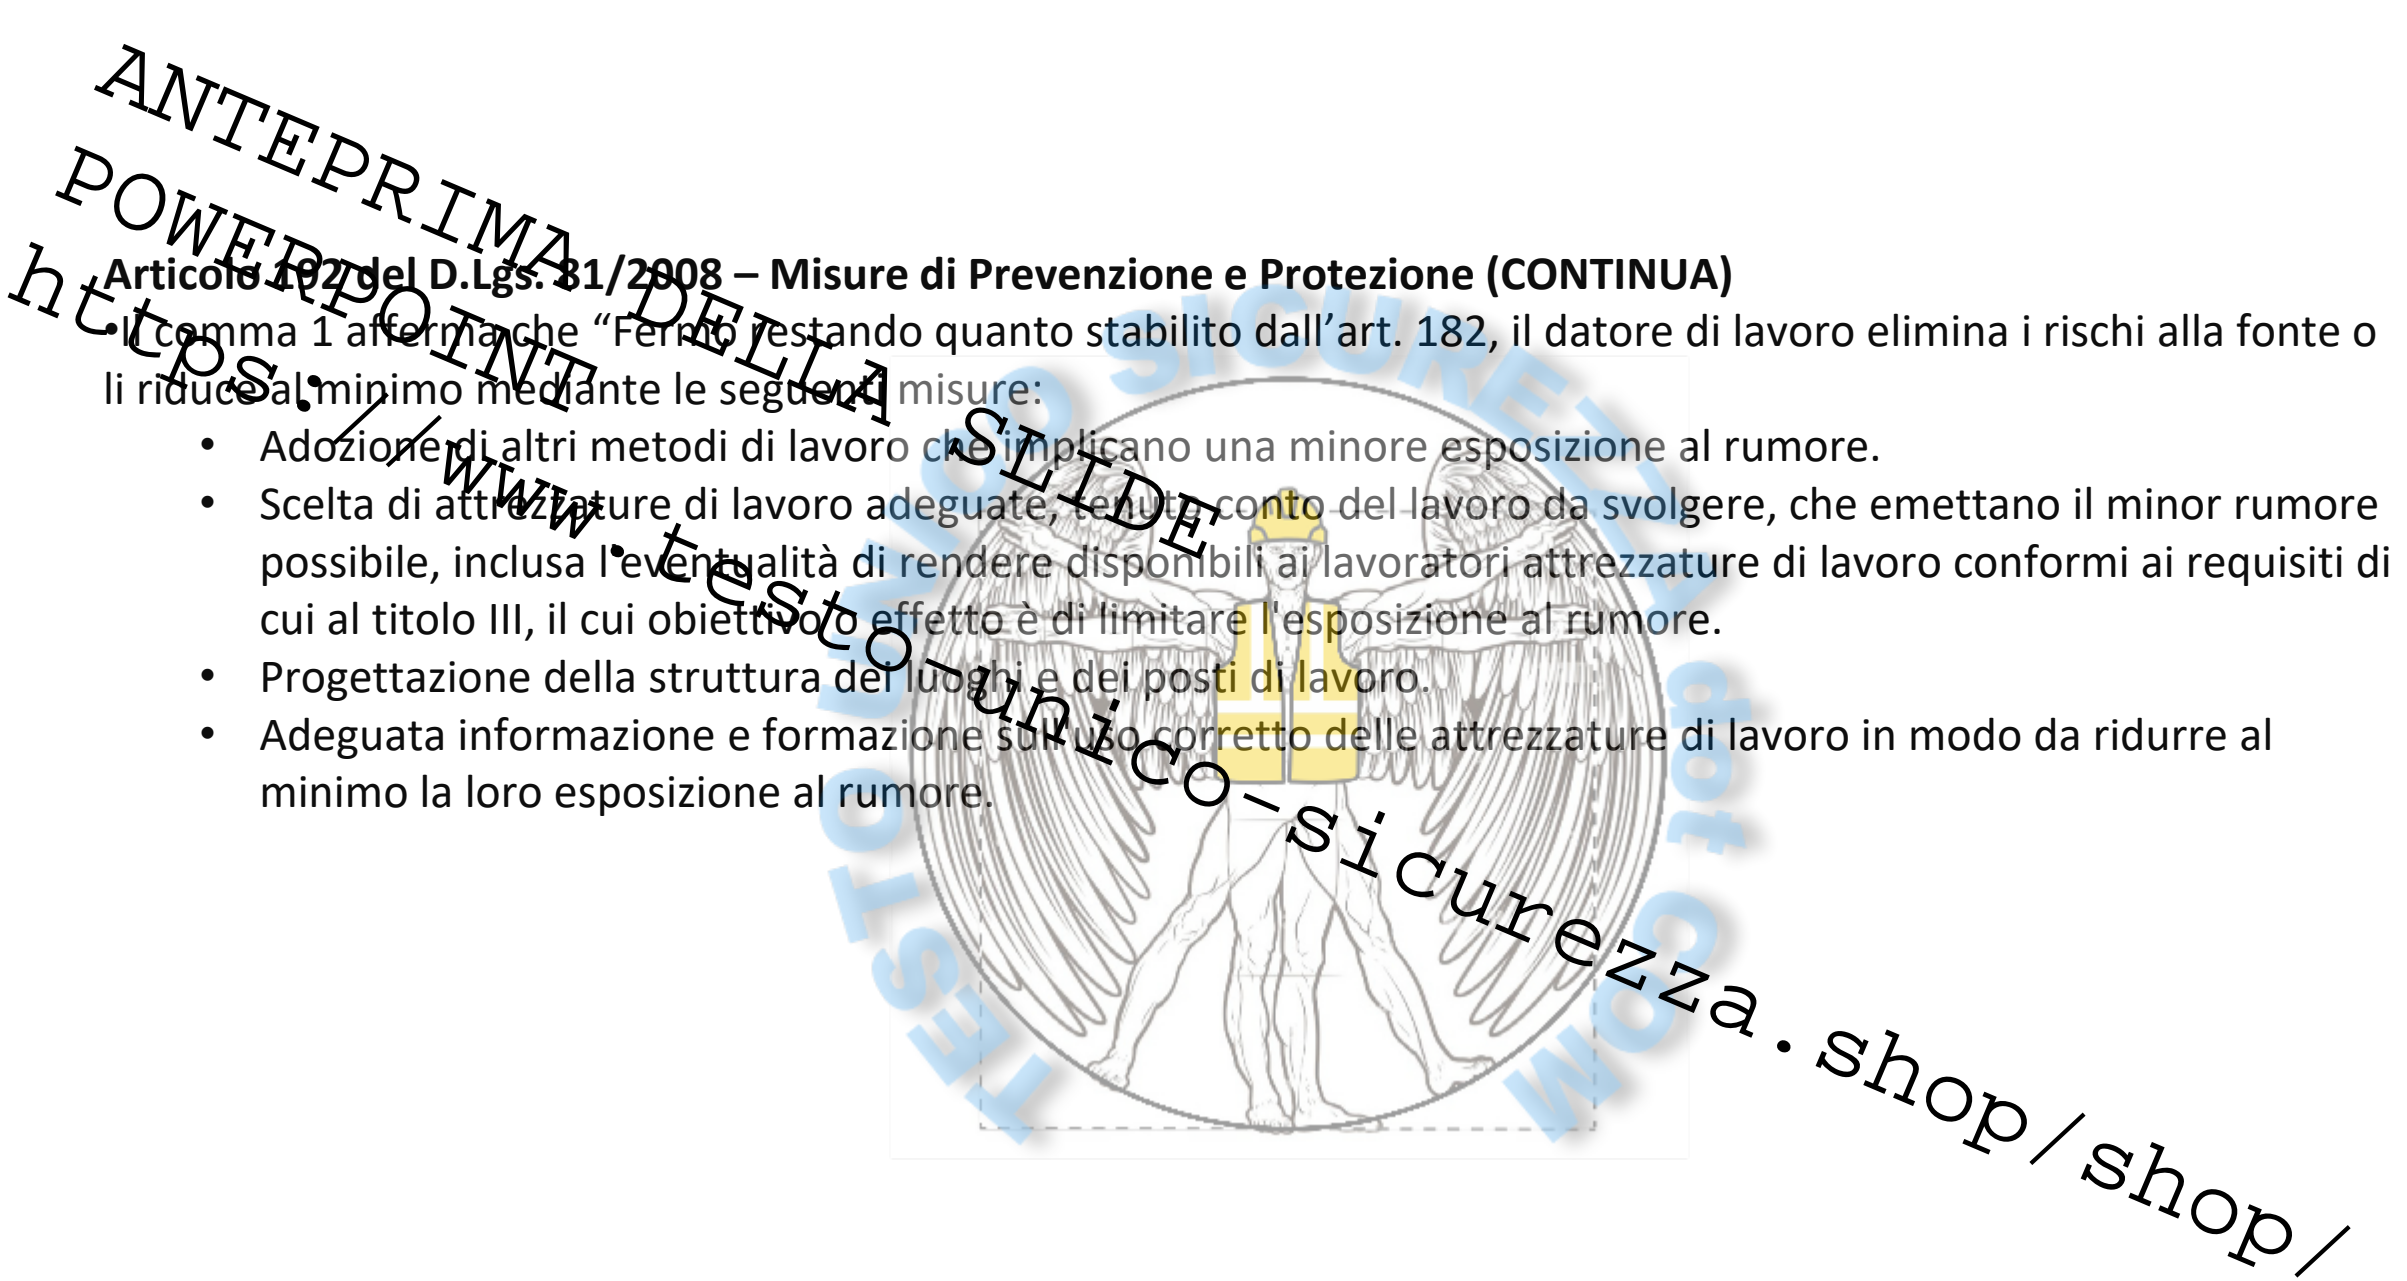 ANTEPRIMA DELLA SLIDE
POWERPOINT
https://www.testo-unico-sicurezza.shop/shop/
Articolo 192 del D.Lgs. 81/2008 – Misure di Prevenzione e Protezione (CONTINUA)
•Il comma 1 afferma che “Fermo restando quanto stabilito dall’art. 182, il datore di lavoro elimina i rischi alla fonte o
li riduce al minimo mediante le seguenti misure:
• Adozione di altri metodi di lavoro che implicano una minore esposizione al rumore.
• Scelta di attrezzature di lavoro adeguate, tenuto conto del lavoro da svolgere, che emettano il minor rumore
possibile, inclusa l'eventualità di rendere disponibili ai lavoratori attrezzature di lavoro conformi ai requisiti di
cui al titolo III, il cui obiettivo o effetto è di limitare l'esposizione al rumore.
• Progettazione della struttura dei luoghi e dei posti di lavoro.
• Adeguata informazione e formazione sull'uso corretto delle attrezzature di lavoro in modo da ridurre al
minimo la loro esposizione al rumore.
TESTO UNICO SICUREZZA dot COM